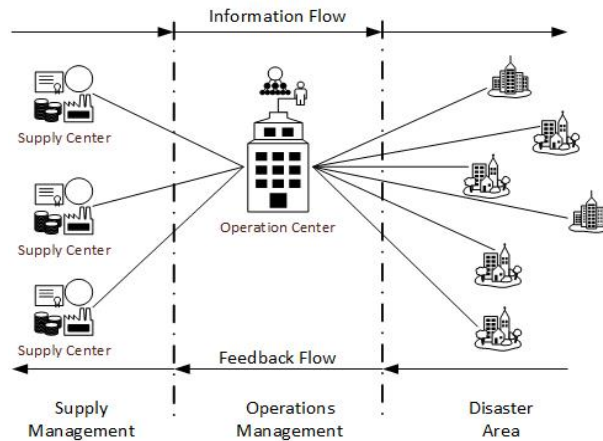 Information Flow
Supply Center
Supply Center
Operation Center
Supply Center
Feedback Flow
Supply
Management
Operations
Management
Disaster
Area